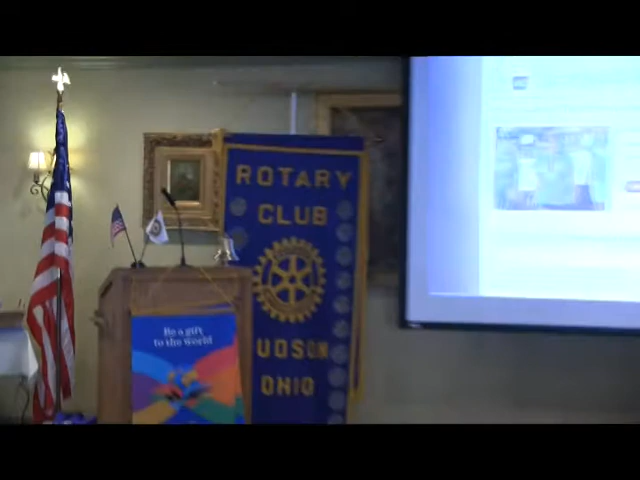 ROTARY
CLUB
UDSON
OHIO
Be a gift
to the world